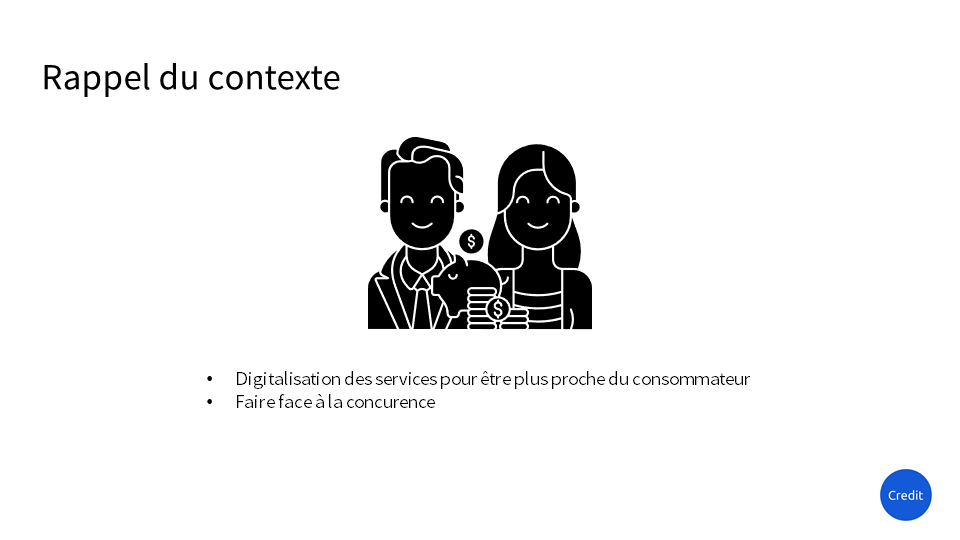 Rappel du contexte
$
$
• Digitalisation des services pour être plus proche du consommateur
• Faire face à la concurence
Credit